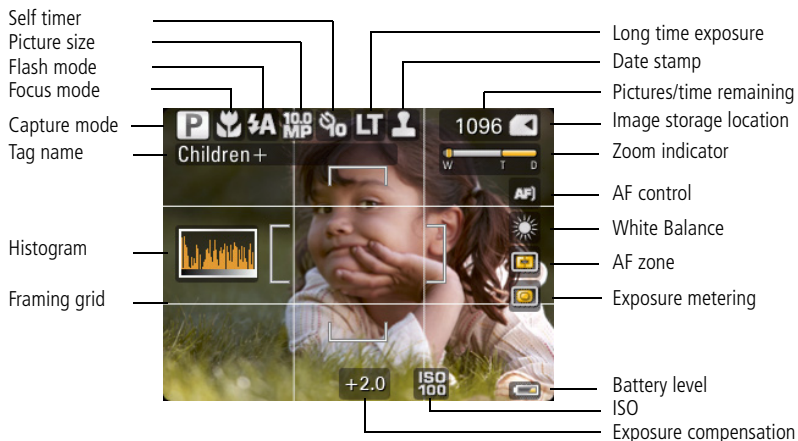 Self timer
Picture size
Flash mode
Focus mode
Capture mode
Tag name
Histogram
Framing grid
Long time exposure
Date stamp
Pictures/time remaining
Image storage location
Zoom indicator
AF control
White Balance
AF zone
Exposure metering
Battery level
ISO
Exposure compensation
P A 10.0 MP 10 LT 1096
Children+
W T D
AF
+2.0 ISO 100